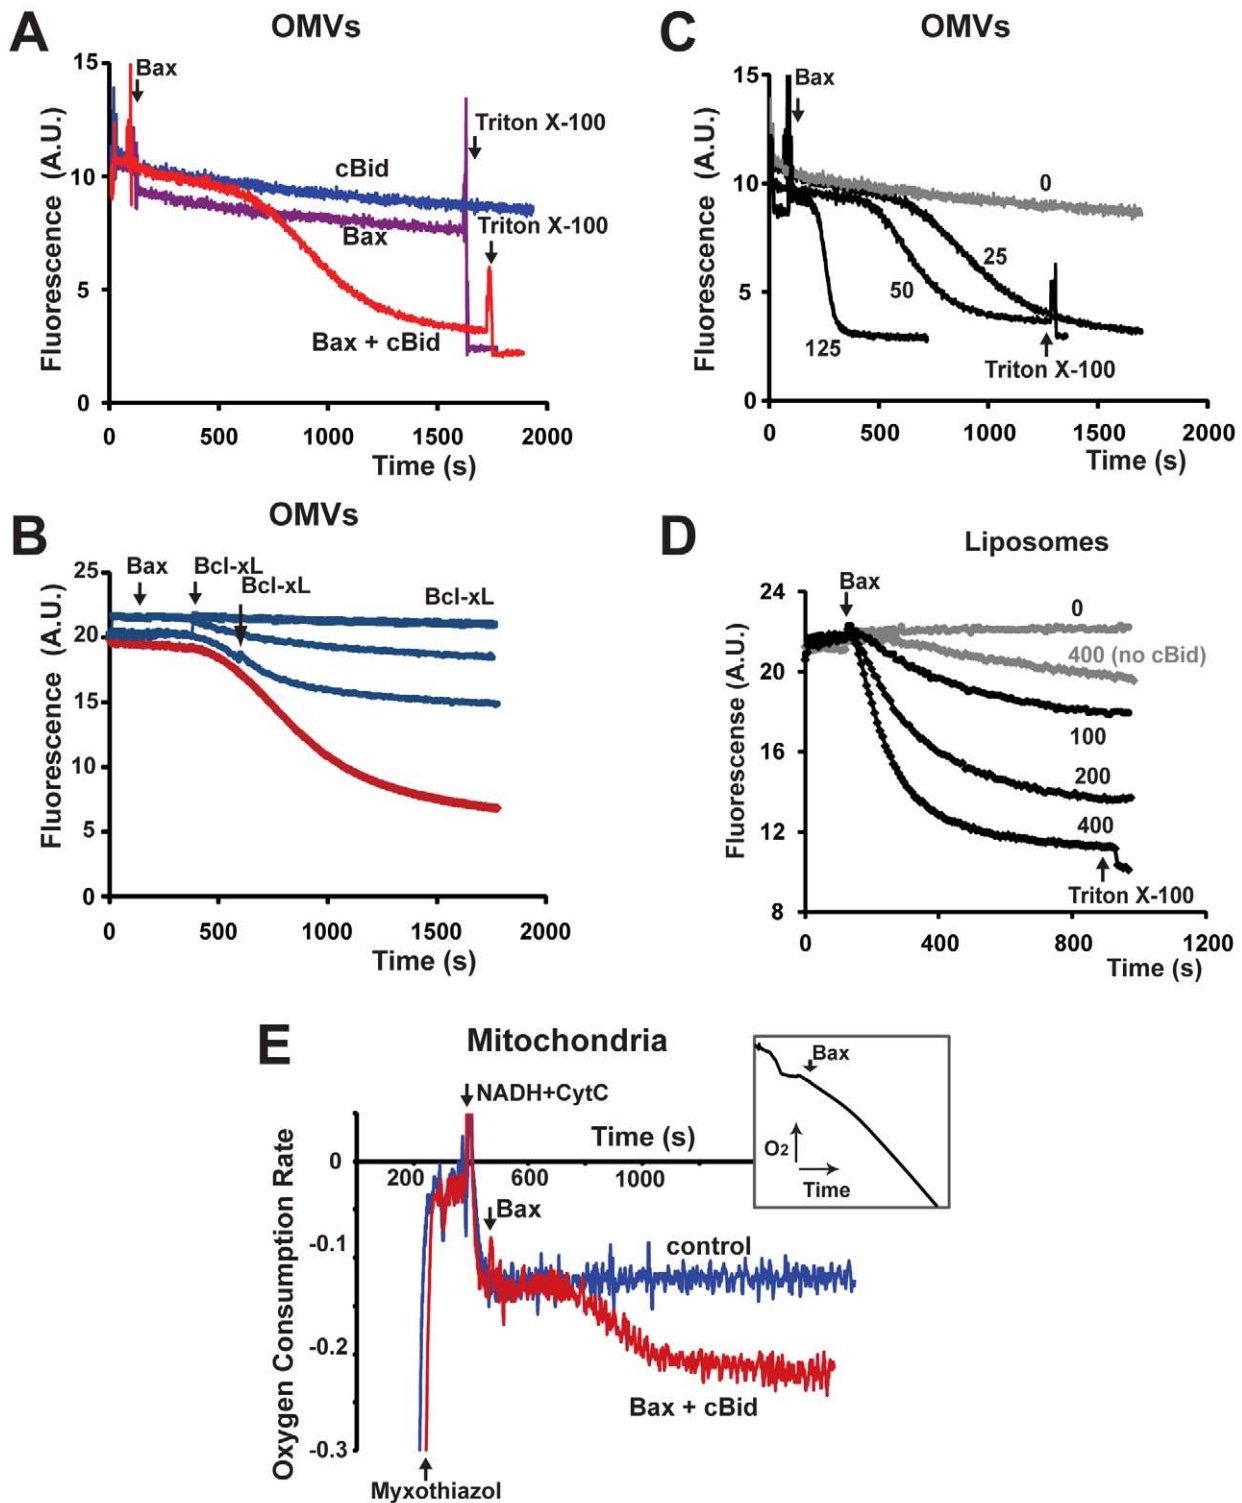 A
OMVs
Fluorescence (A.U.)
15
10
5
0
Bax
cBid
Bax
Bax + cBid
Triton X-100
Triton X-100
0
500
1000
1500
2000
Time (s)
C
OMVs
Fluorescence (A.U.)
15
10
5
0
Bax
0
25
50
125
Triton X-100
0
500
1000
1500
2000
Time (s)
B
OMVs
Fluorescence (A.U.)
25
20
15
10
5
0
Bax
Bcl-xL
Bcl-xL
Bcl-xL
0
500
1000
1500
2000
Time (s)
D
Liposomes
Fluorescense (A.U.)
24
20
16
12
8
Bax
0
400 (no cBid)
100
200
400
Triton X-100
0
400
800
1200
Time (s)
E
Mitochondria
Oxygen Consumption Rate
0
-0.1
-0.2
-0.3
NADH+CytC
Time (s)
200
600
1000
Bax
control
Bax + cBid
Myxothiazol
Bax
O2
Time